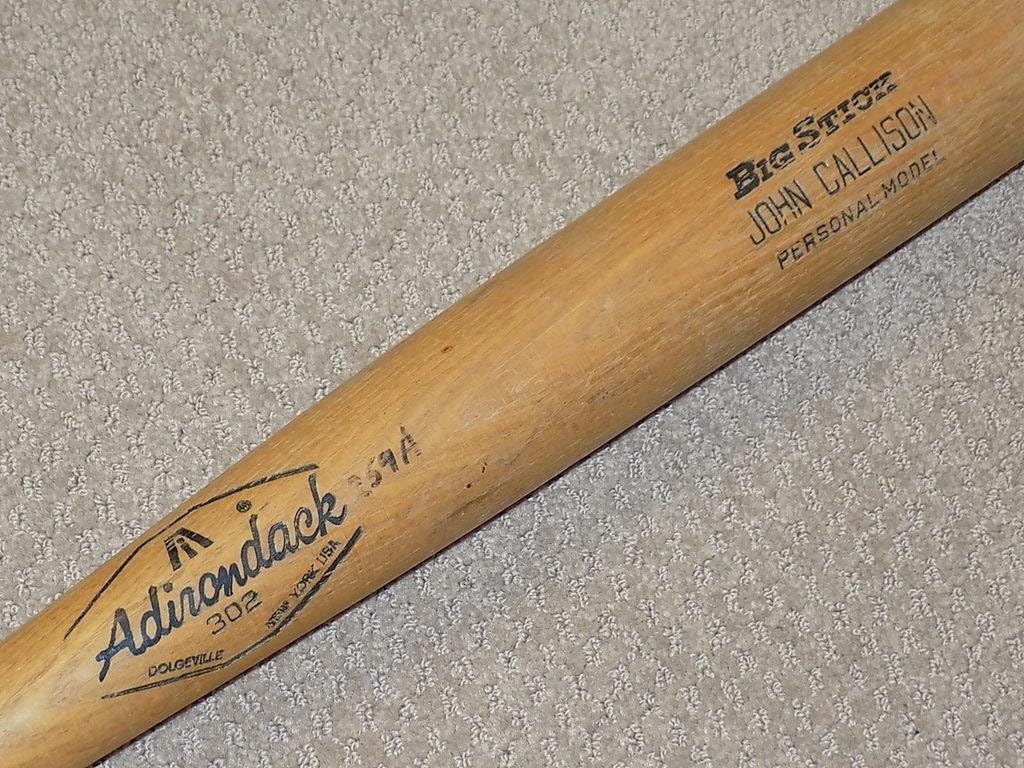 BIG STICK
JOHN CALLISON
PERSONAL MODEL
Adirondack ®
302
DOLGEVILLE NEW YORK USA